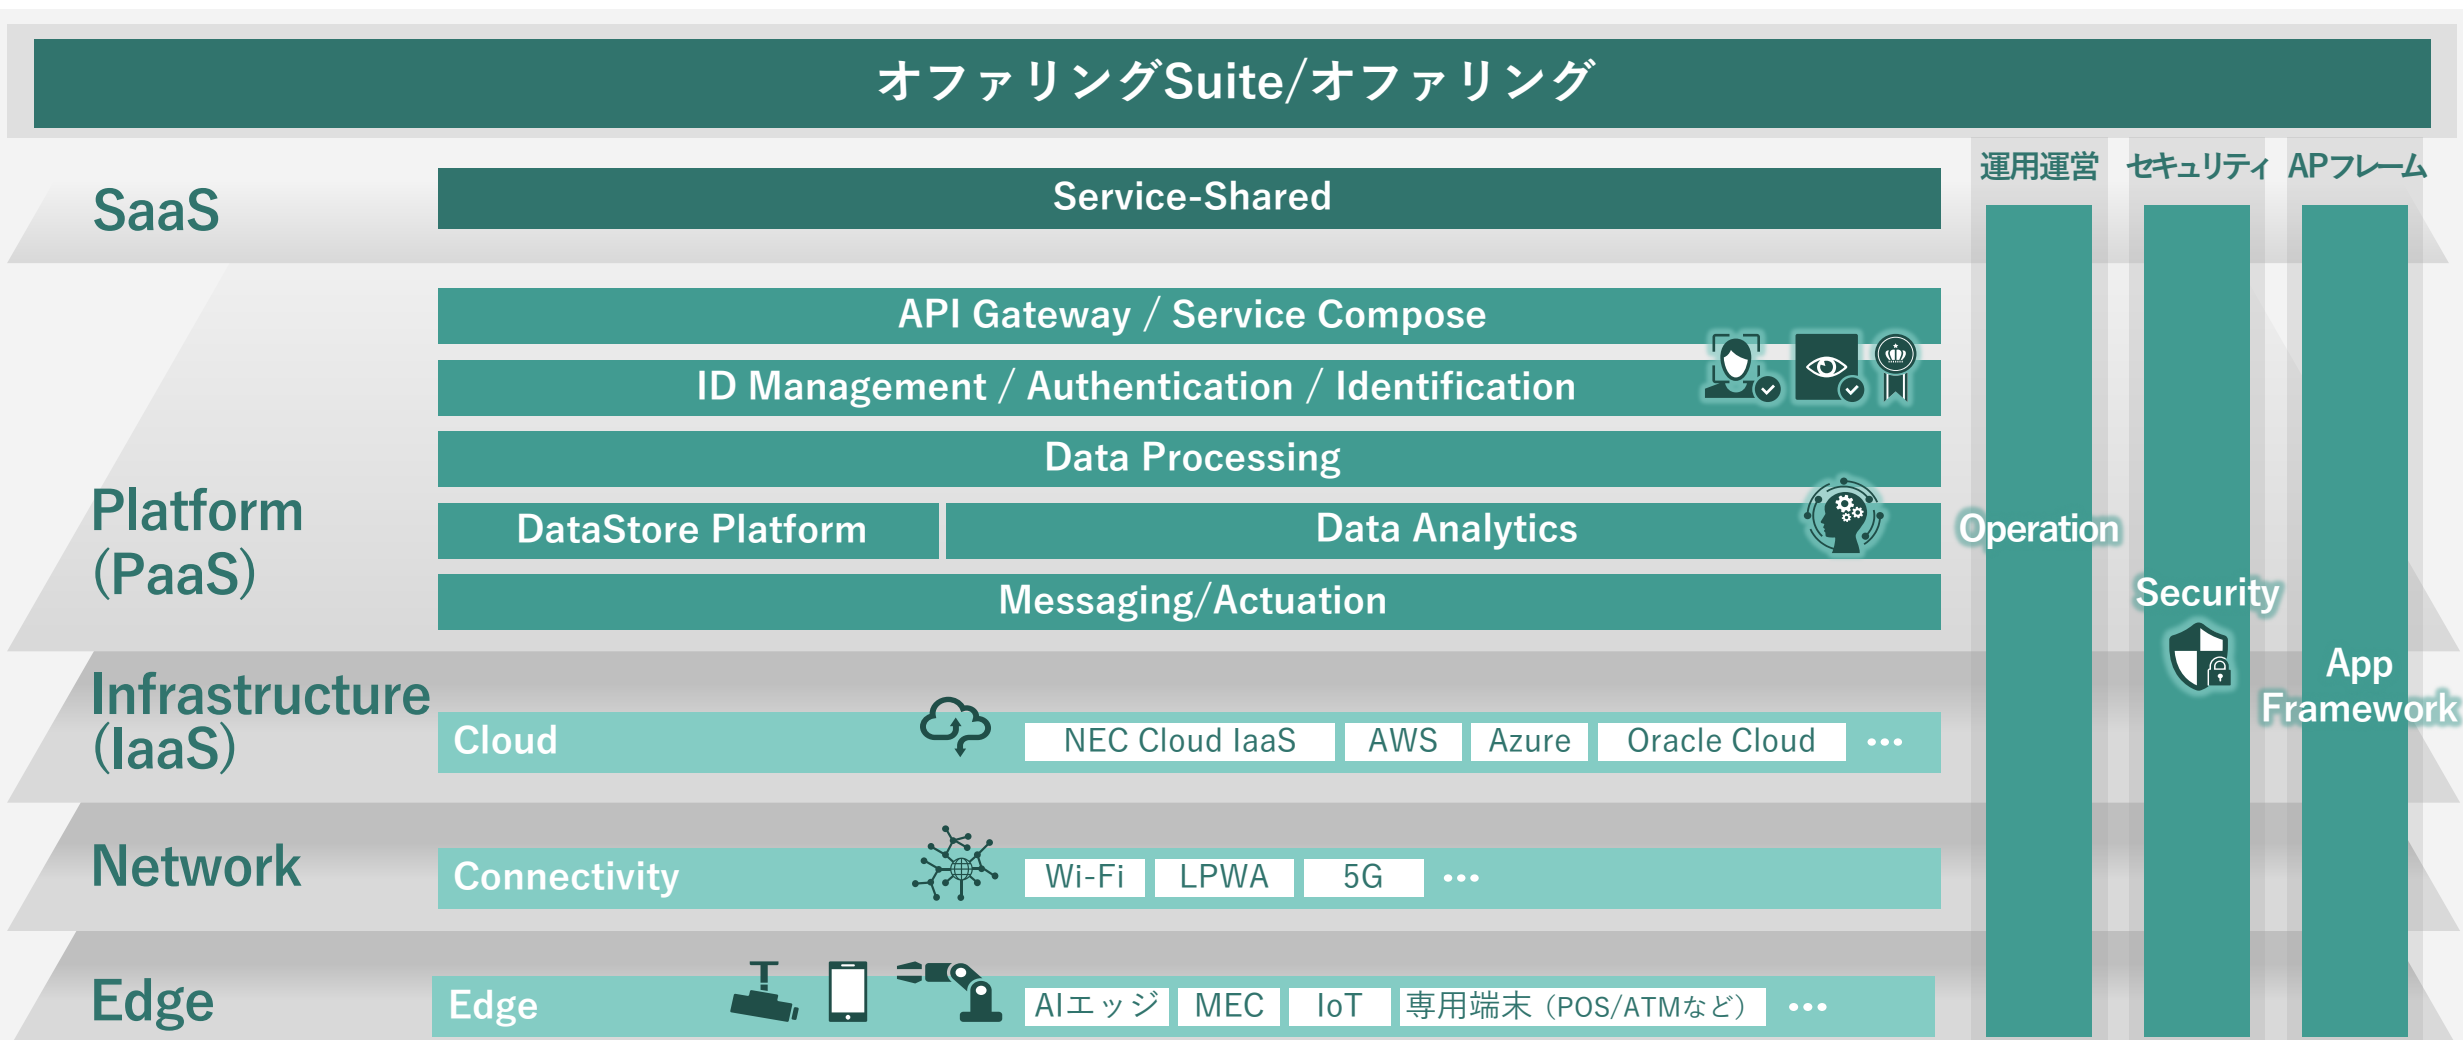 オファリングSuite/オファリング
運用運営 セキュリティ APフレーム
SaaS
Service-Shared
API Gateway / Service Compose
ID Management / Authentication / Identification
Data Processing
Platform
(PaaS)
DataStore Platform
Data Analytics
Messaging/Actuation
Operation
Security
App
Framework
Infrastructure
(IaaS)
Cloud
NEC Cloud IaaS AWS Azure Oracle Cloud ···
Network
Connectivity
Wi-Fi LPWA 5G ···
Edge
Edge
AIエッジ MEC IoT 専用端末（POS/ATMなど） ···